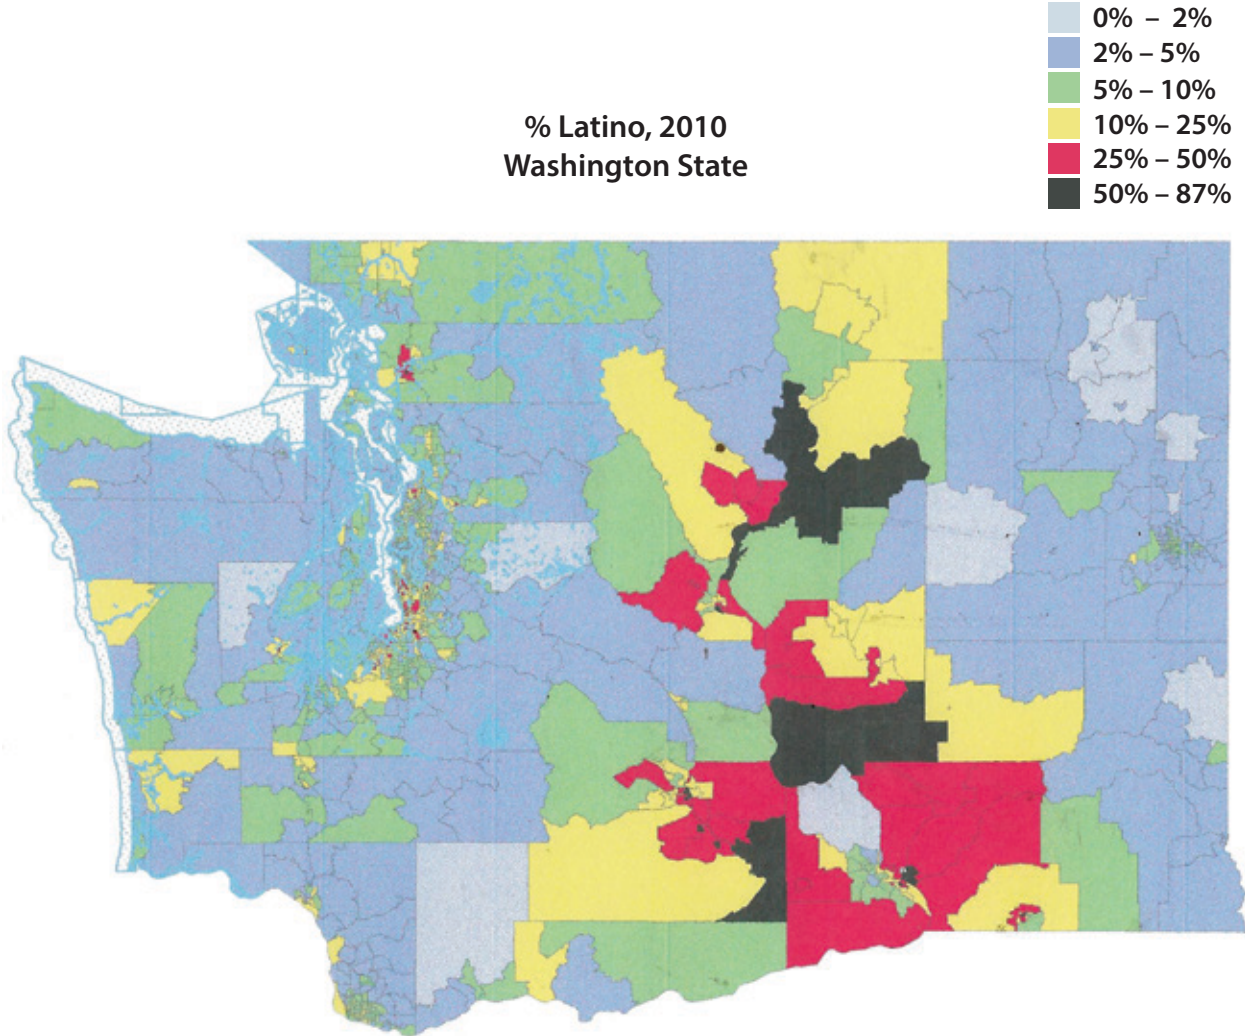 0% – 2%
2% – 5%
5% – 10%
10% – 25%
25% – 50%
50% – 87%
% Latino, 2010
Washington State